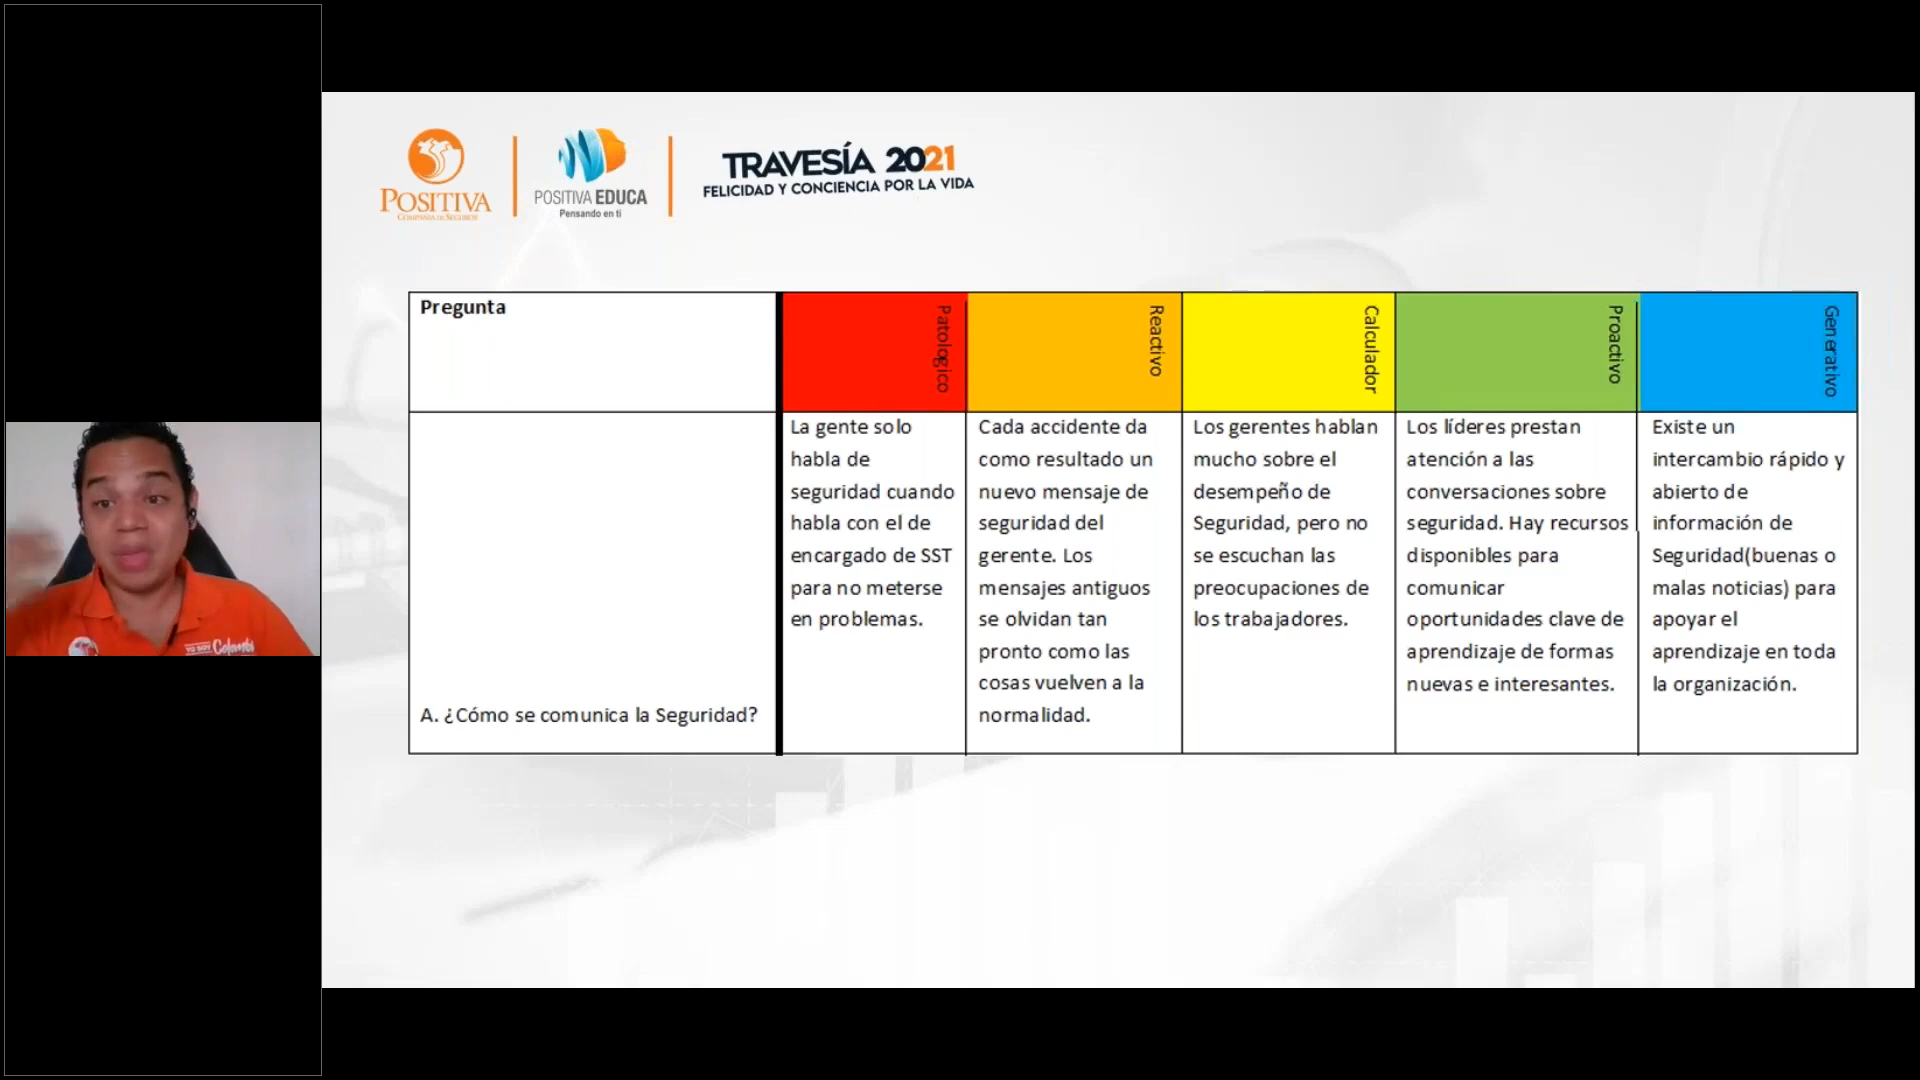 POSITIVA
COMPAÑÍA DE SEGUROS
POSITIVA EDUCA
Pensando en ti
TRAVESÍA 2021
FELICIDAD Y CONCIENCIA POR LA VIDA
Pregunta
Patologico
Reactivo
Calculador
Proactivo
Generativo
A. ¿Cómo se comunica la Seguridad?
La gente solo
habla de
seguridad cuando
habla con el de
encargado de SST
para no meterse
en problemas.
Cada accidente da
como resultado un
nuevo mensaje de
seguridad del
gerente. Los
mensajes antiguos
se olvidan tan
pronto como las
cosas vuelven a la
normalidad.
Los gerentes hablan
mucho sobre el
desempeño de
Seguridad, pero no
se escuchan las
preocupaciones de
los trabajadores.
Los líderes prestan
atención a las
conversaciones sobre
seguridad. Hay recursos
disponibles para
comunicar
oportunidades clave de
aprendizaje de formas
nuevas e interesantes.
Existe un
intercambio rápido y
abierto de
información de
Seguridad(buenas o
malas noticias) para
apoyar el
aprendizaje en toda
la organización.
YO SOY